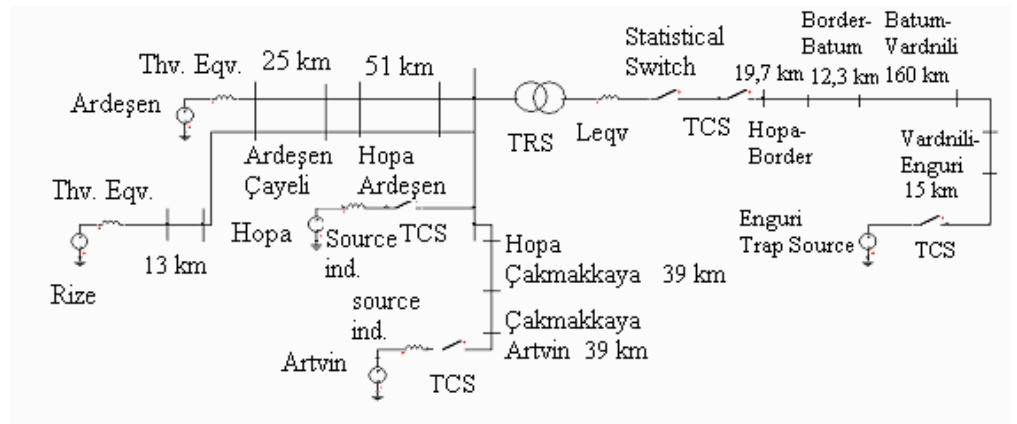 Border-
Batum
Batum-
Vardnili
Statistical
Switch
Thv. Eqv.
25 km
51 km
19,7 km
12,3 km
160 km
Ardeşen
TRS
Leqv
TCS
Hopa-
Border
Vardnili-
Enguri
15 km
Ardeşen
Çayeli
Hopa
Ardeşen
Thv. Eqv.
Hopa
Source
ind.
TCS
Enguri
Trap Source
TCS
13 km
Rize
Hopa
Çakmakkaya 39 km
source
ind.
Çakmakkaya
Artvin 39 km
Artvin
TCS